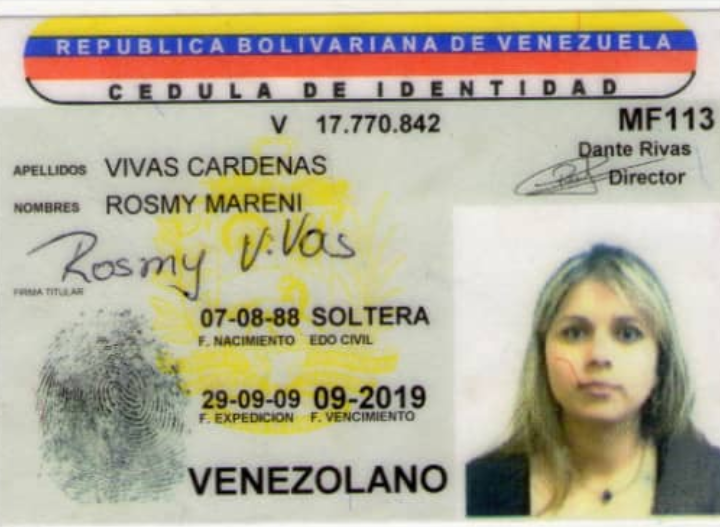 REPUBLICA BOLIVARIANA DE VENEZUELA
CEDULA DE IDENTIDAD
V 17.770.842 MF113
Dante Rivas
Director
APELLIDOS VIVAS CARDENAS
NOMBRES ROSMY MARENI
Rosmy Vivas
FIRMA TITULAR
07-08-88 SOLTERA
F. NACIMIENTO EDO CIVIL
29-09-09 09-2019
F. EXPEDICION F. VENCIMIENTO
VENEZOLANO